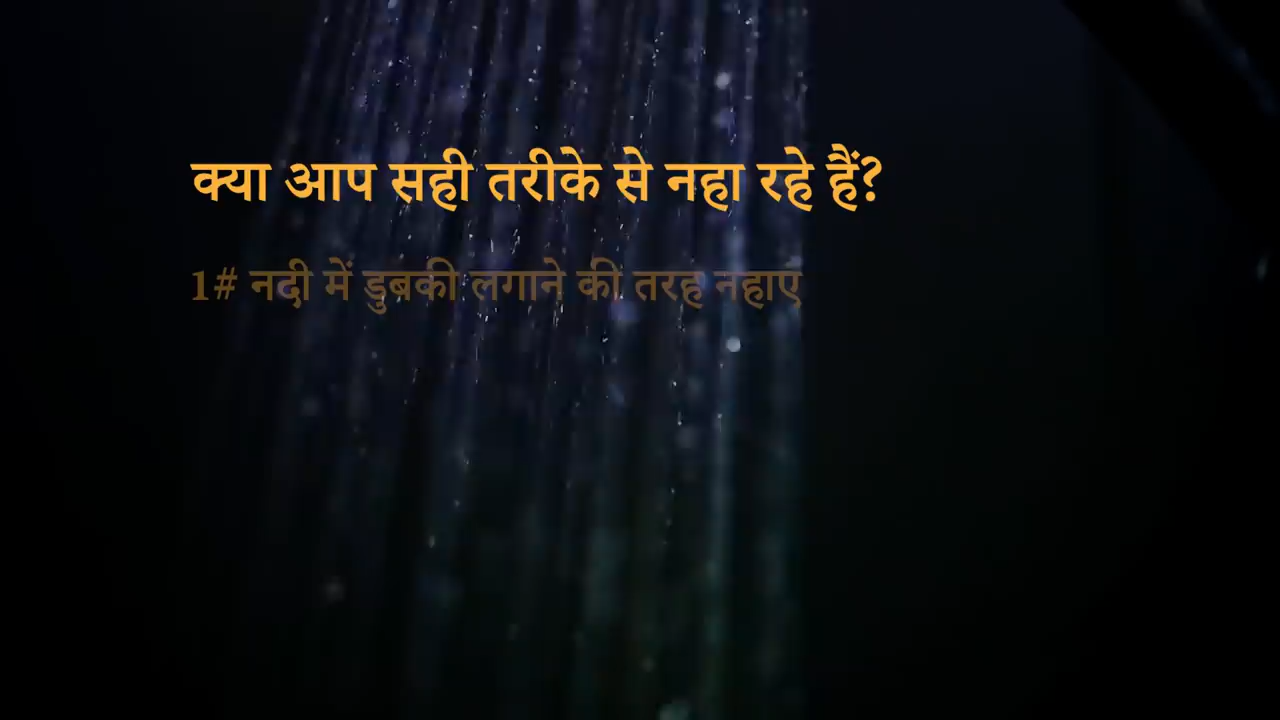 क्या आप सही तरीके से नहा रहे हैं?
1# नदी में डुबकी लगाने की तरह नहाए